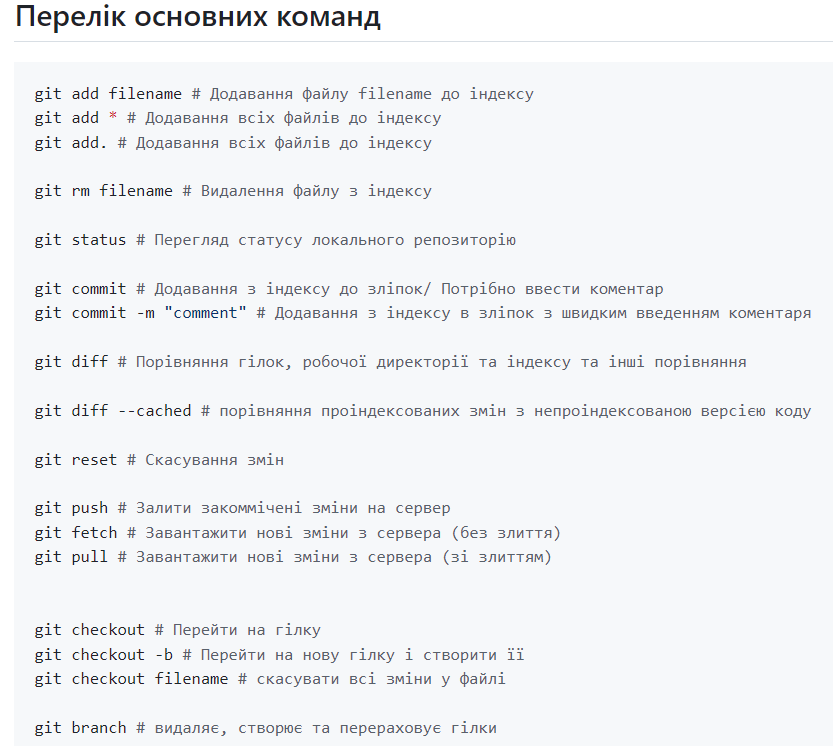 Перелік основних команд
git add filename # Додавання файлу filename до індексу
git add * # Додавання всіх файлів до індексу
git add. # Додавання всіх файлів до індексу
git rm filename # Видалення файлу з індексу
git status # Перегляд статусу локального репозиторію
git commit # Додавання з індексу до зліпок/ Потрібно ввести коментар
git commit -m "comment" # Додавання з індексу в зліпок з швидким введенням коментаря
git diff # Порівняння гілок, робочої директорії та індексу та інші порівняння
git diff --cached # порівняння проіндексованих змін з непроіндексованою версією коду
git reset # Скасування змін
git push # Залити закоммічені зміни на сервер
git fetch # Завантажити нові зміни з сервера (без злиття)
git pull # Завантажити нові зміни з сервера (зі злиттям)
git checkout # Перейти на гілку
git checkout -b # Перейти на нову гілку і створити її
git checkout filename # скасувати всі зміни у файлі
git branch # видаляє, створює та перераховує гілки